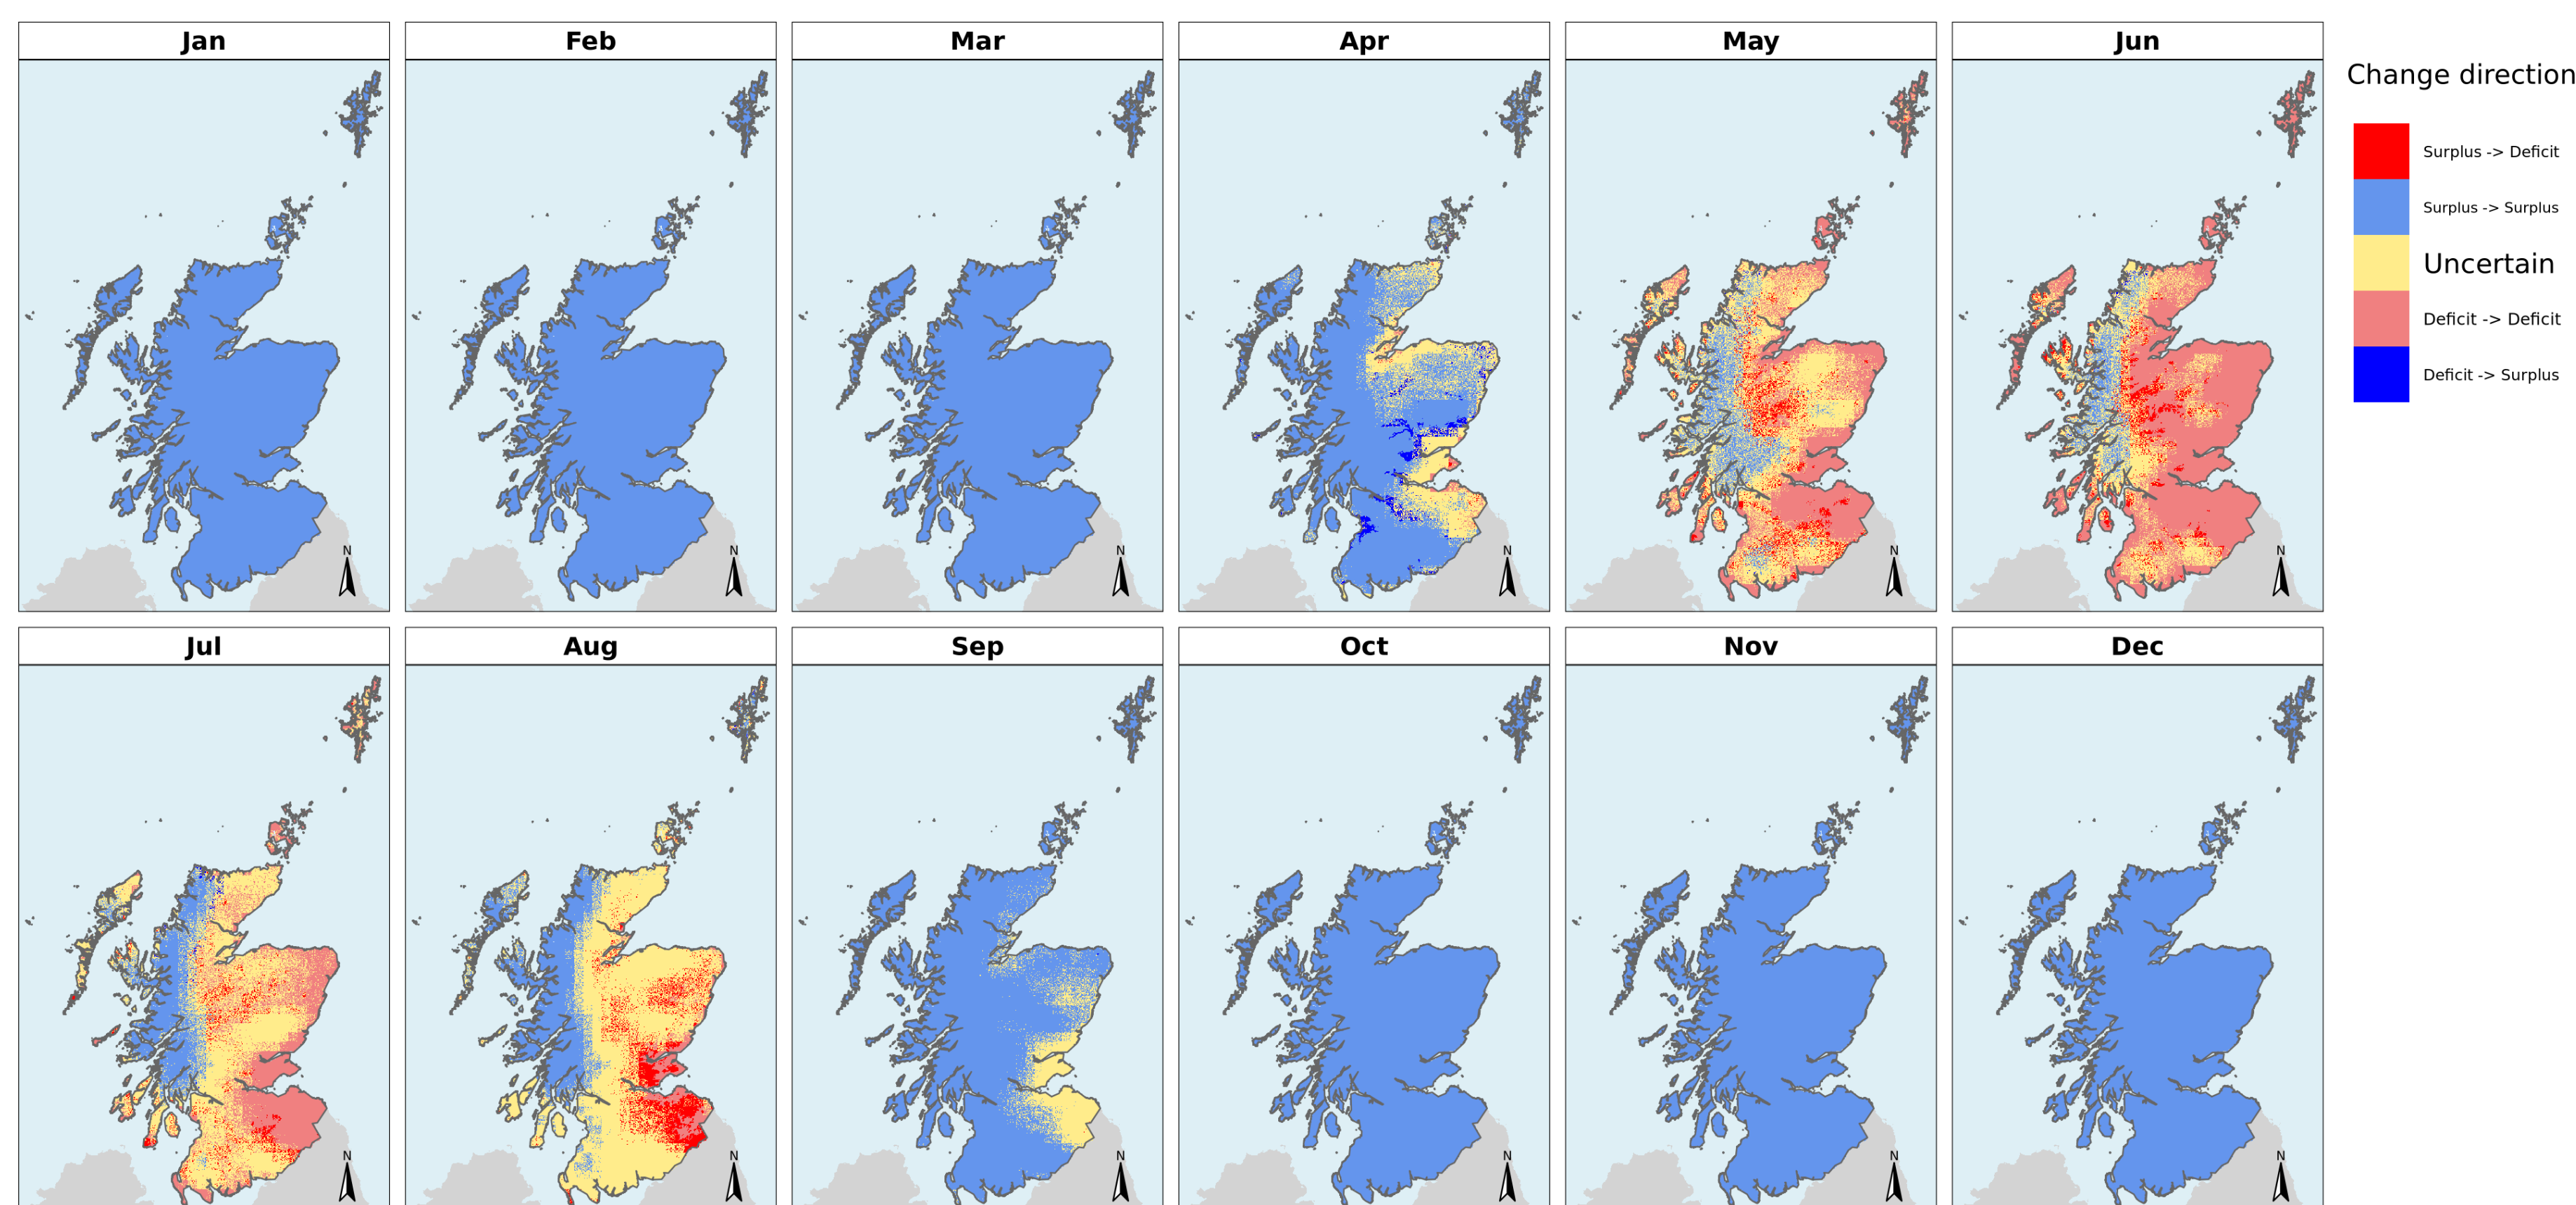 Jan
Feb
Mar
Apr
May
Jun
Change direction
Surplus -> Deficit
Surplus -> Surplus
Uncertain
Deficit -> Deficit
Deficit -> Surplus
N
N
N
N
N
N
Jul
Aug
Sep
Oct
Nov
Dec
N
N
N
N
N
N